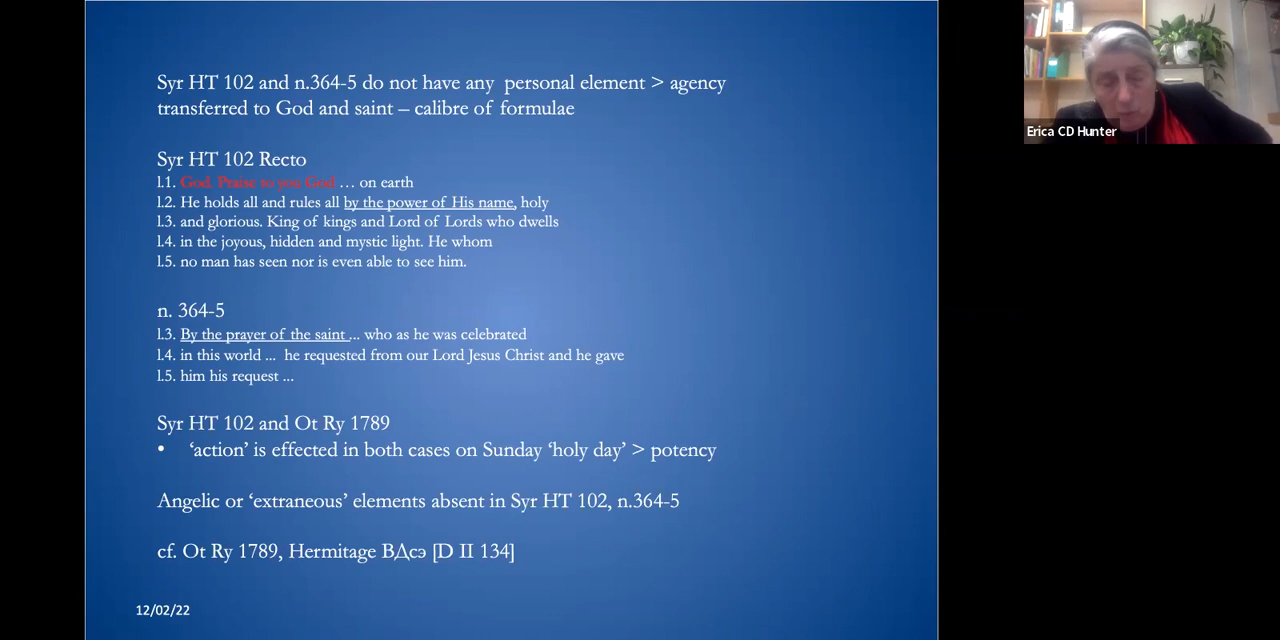 Syr HT 102 and n.364-5 do not have any personal element > agency
transferred to God and saint – calibre of formulae
Syr HT 102 Recto
l.1. God. Praise to you God … on earth
l.2. He holds all and rules all by the power of His name, holy
l.3. and glorious. King of kings and Lord of Lords who dwells
l.4. in the joyous, hidden and mystic light. He whom
l.5. no man has seen nor is even able to see him.
n. 364-5
l.3. By the prayer of the saint ... who as he was celebrated
l.4. in this world ... he requested from our Lord Jesus Christ and he gave
l.5. him his request ...
Syr HT 102 and Ot Ry 1789
• ‘action’ is effected in both cases on Sunday ‘holy day’ > potency
Angelic or ‘extraneous’ elements absent in Syr HT 102, n.364-5
cf. Ot Ry 1789, Hermitage ВДсэ [D II 134]
12/02/22
Erica CD Hunter